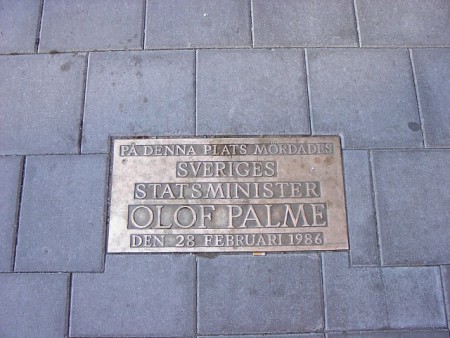 PÅ DENNA PLATS MÖRDADES
SVERIGES
STATSMINISTER
OLOF PALME
DEN 28 FEBRUARI 1986